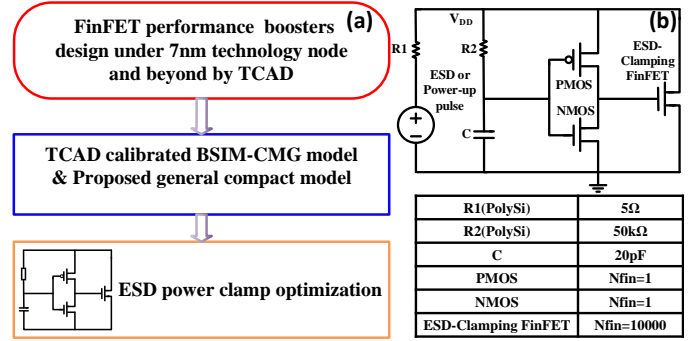 (a)
FinFET performance boosters
design under 7nm technology node
and beyond by TCAD
TCAD calibrated BSIM-CMG model
& Proposed general compact model
ESD power clamp optimization
(b)
V_DD
R1
R2
ESD or
Power-up
pulse
C
PMOS
NMOS
ESD-
Clamping
FinFET
R1(PolySi) 5Ω
R2(PolySi) 50kΩ
C 20pF
PMOS Nfin=1
NMOS Nfin=1
ESD-Clamping FinFET Nfin=10000